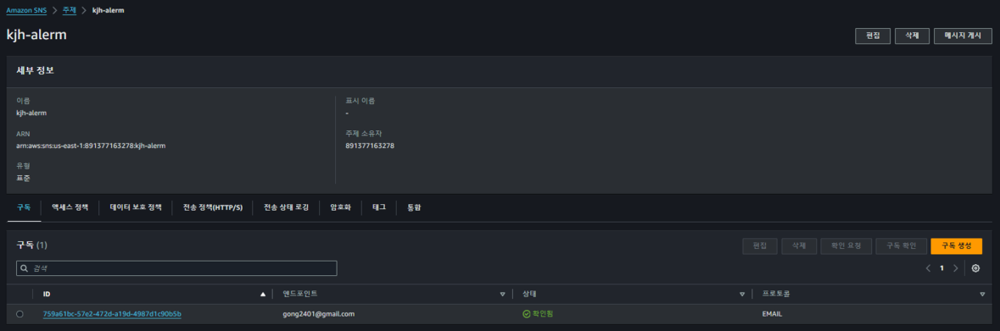 Amazon SNS > 주제 > kjh-alerm
kjh-alerm
편집 삭제 메시지 게시
세부 정보
이름 표시 이름
kjh-alerm -
ARN 주제 소유자
arn:aws:sns:us-east-1:891377163278:kjh-alerm 891377163278
유형
표준
구독 액세스 정책 데이터 보호 정책 전송 정책(HTTP/S) 전송 상태 로깅 암호화 태그 통합
구독 (1) 편집 삭제 확인 요청 구독 확인 구독 생성
검색 < 1 >
ID 엔드포인트 상태 프로토콜
759a61bc-57e2-472d-a19d-4987d1c90b5b gong2401@gmail.com 확인됨 EMAIL